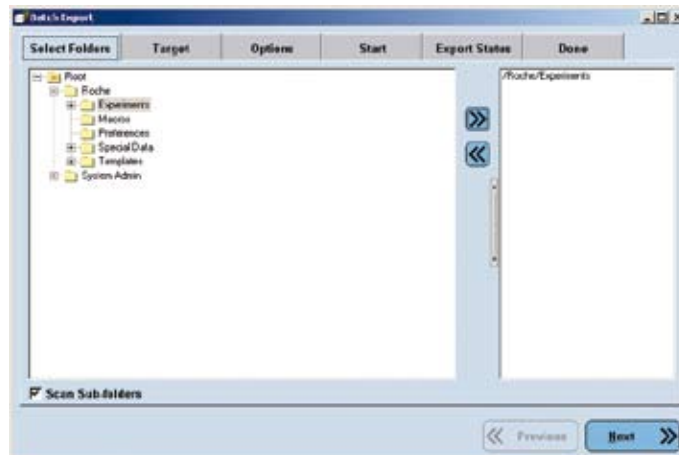 Batch Export
Select Folders Target Options Start Export Status Done
Root
Roche
Experiments
Macros
Preferences
Special Data
Templates
System Admin
/Roche/Experiments
Scan Sub-folders
Previous Next